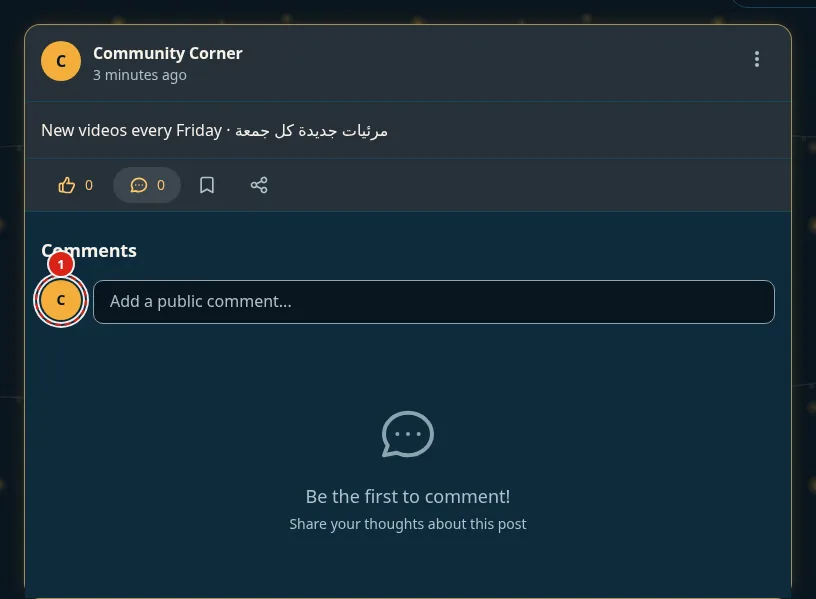 C
Community Corner
3 minutes ago
New videos every Friday · مرئيات جديدة كل جمعة
0
0
Comments
1
C
Add a public comment...
Be the first to comment!
Share your thoughts about this post